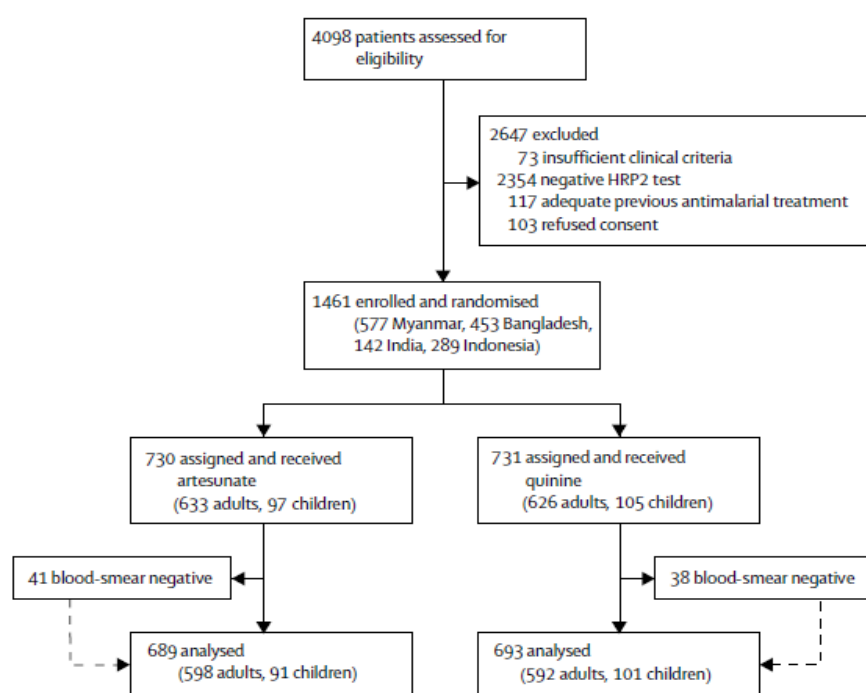 4098 patients assessed for
eligibility
2647 excluded
73 insufficient clinical criteria
2354 negative HRP2 test
117 adequate previous antimalarial treatment
103 refused consent
1461 enrolled and randomised
(577 Myanmar, 453 Bangladesh,
142 India, 289 Indonesia)
730 assigned and received
artesunate
(633 adults, 97 children)
731 assigned and received
quinine
(626 adults, 105 children)
41 blood-smear negative
38 blood-smear negative
689 analysed
(598 adults, 91 children)
693 analysed
(592 adults, 101 children)